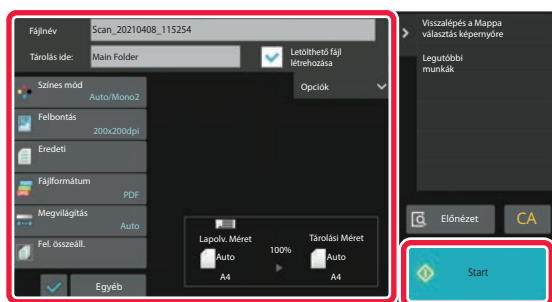 Fájlnév
Scan_20210408_115254
Tárolás ide:
Main Folder
Letölthető fájl
létrehozása
Opciók
Színes mód
Auto/Mono2
Felbontás
200x200dpi
Eredeti
Fájlformátum
PDF
Megvilágítás
Auto
Fel. összeáll.
Egyéb
Lapolv. Méret
Auto
A4
100%
Tárolási Méret
Auto
A4
Visszalépés a Mappa
választás képernyőre
Legutóbbi
munkák
Előnézet
CA
Start